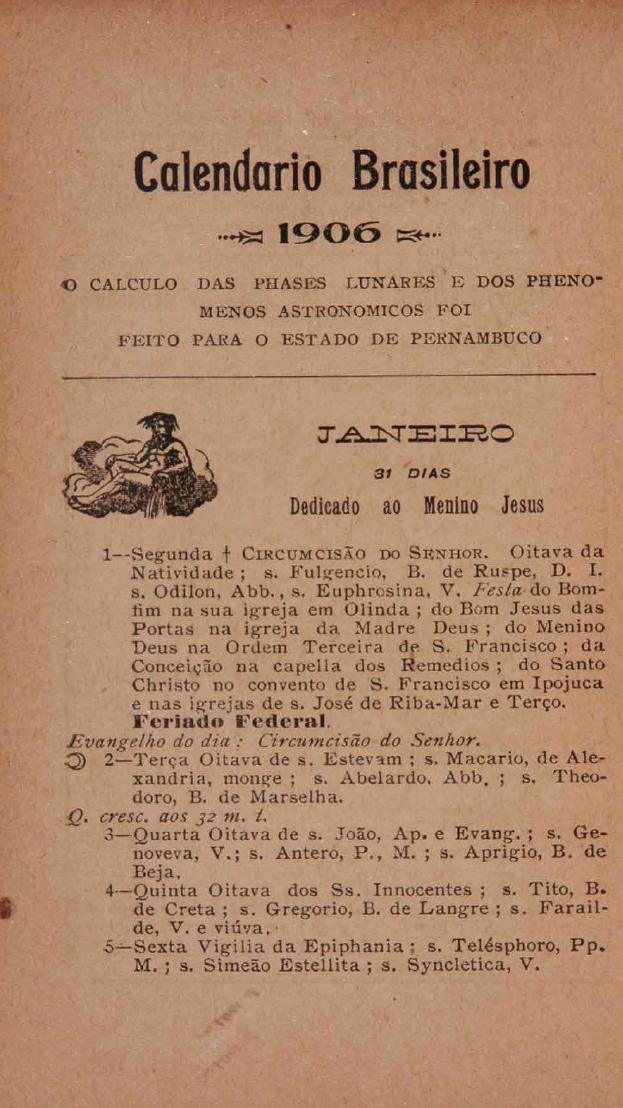 Calendario Brasileiro
1906
O CALCULO DAS PHASES LUNARES E DOS PHENO-
MENOS ASTRONOMICOS FOI
FEITO PARA O ESTADO DE PERNAMBUCO
JANEIRO
31 DIAS
Dedicado ao Menino Jesus
1--Segunda † CIRCUMCISÃO DO SENHOR. Oitava da
Natividade ; s. Fulgencio, B. de Ruspe, D. I.
s. Odilon, Abb., s. Euphrosina, V. Festa do Bom-
fim na sua igreja em Olinda ; do Bom Jesus das
Portas na igreja da Madre Deus ; do Menino
Deus na Ordem Terceira de S. Francisco ; da
Conceição na capella dos Remedios ; do Santo
Christo no convento de S. Francisco em Ipojuca
e nas igrejas de s. José de Riba-Mar e Terço.
Feriado Federal.
Evangelho do dia : Circumcisão do Senhor.
2—Terça Oitava de s. Estevam ; s. Macario, de Ale-
xandria, monge ; s. Abelardo, Abb. ; s. Theo-
doro, B. de Marselha.
Q. cresc. aos 32 m. t.
3—Quarta Oitava de s. João, Ap. e Evang. ; s. Ge-
noveva, V.; s. Antero, P., M. ; s. Aprigio, B. de
Beja.
4—Quinta Oitava dos Ss. Innocentes ; s. Tito, B.
de Creta ; s. Gregorio, B. de Langre ; s. Farail-
de, V. e viúva.
5—Sexta Vigilia da Epiphania ; s. Telésphoro, Pp.
M. ; s. Simeão Estellita ; s. Syncletica, V.